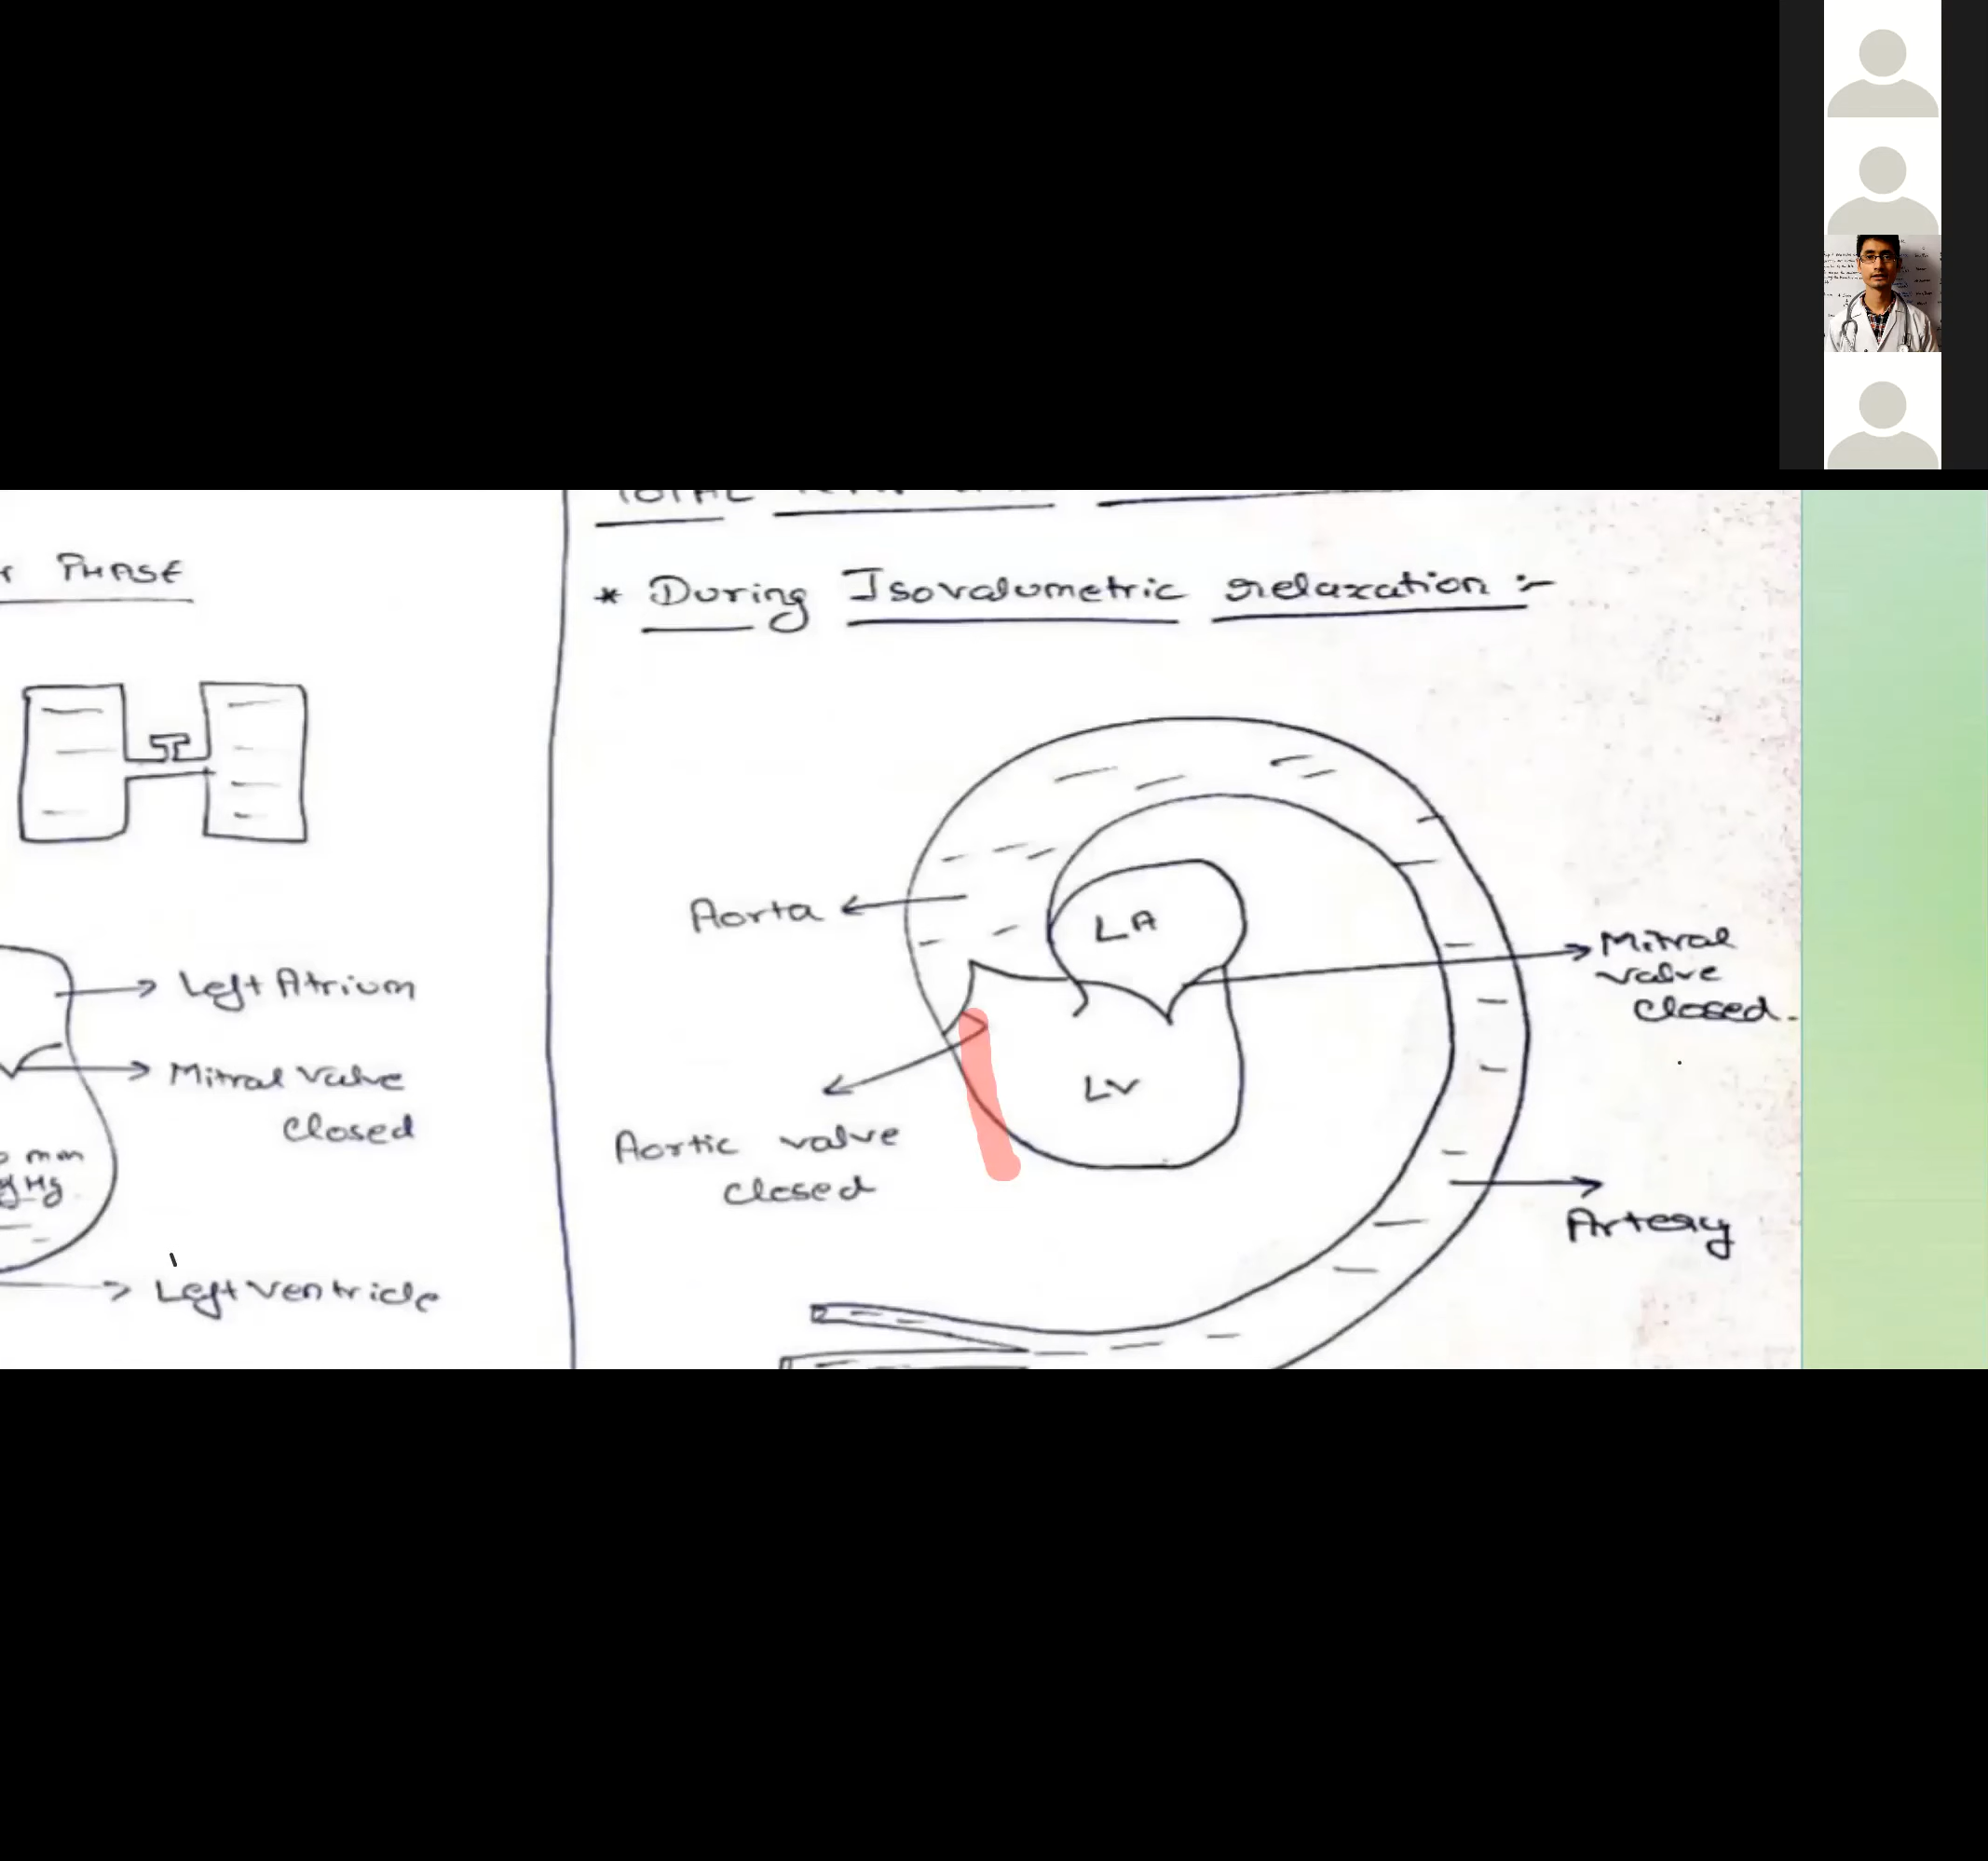 TOTAL
r PHASE
Left Atrium
Mitral Valve
closed
mm
Hg
Left Ventricle
* During Isovalumetric relaxation :-
Aorta
LA
Mitral
valve
closed.
LV
Aortic valve
closed
Artery